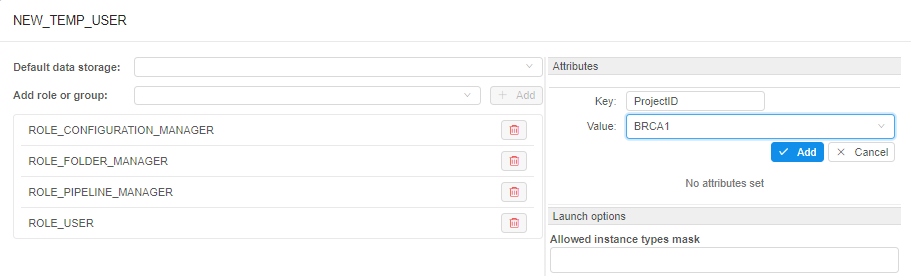 NEW_TEMP_USER
Default data storage:
Add role or group:
+ Add
ROLE_CONFIGURATION_MANAGER
ROLE_FOLDER_MANAGER
ROLE_PIPELINE_MANAGER
ROLE_USER
Attributes
Key: ProjectID
Value: BRCA1
Add Cancel
No attributes set
Launch options
Allowed instance types mask